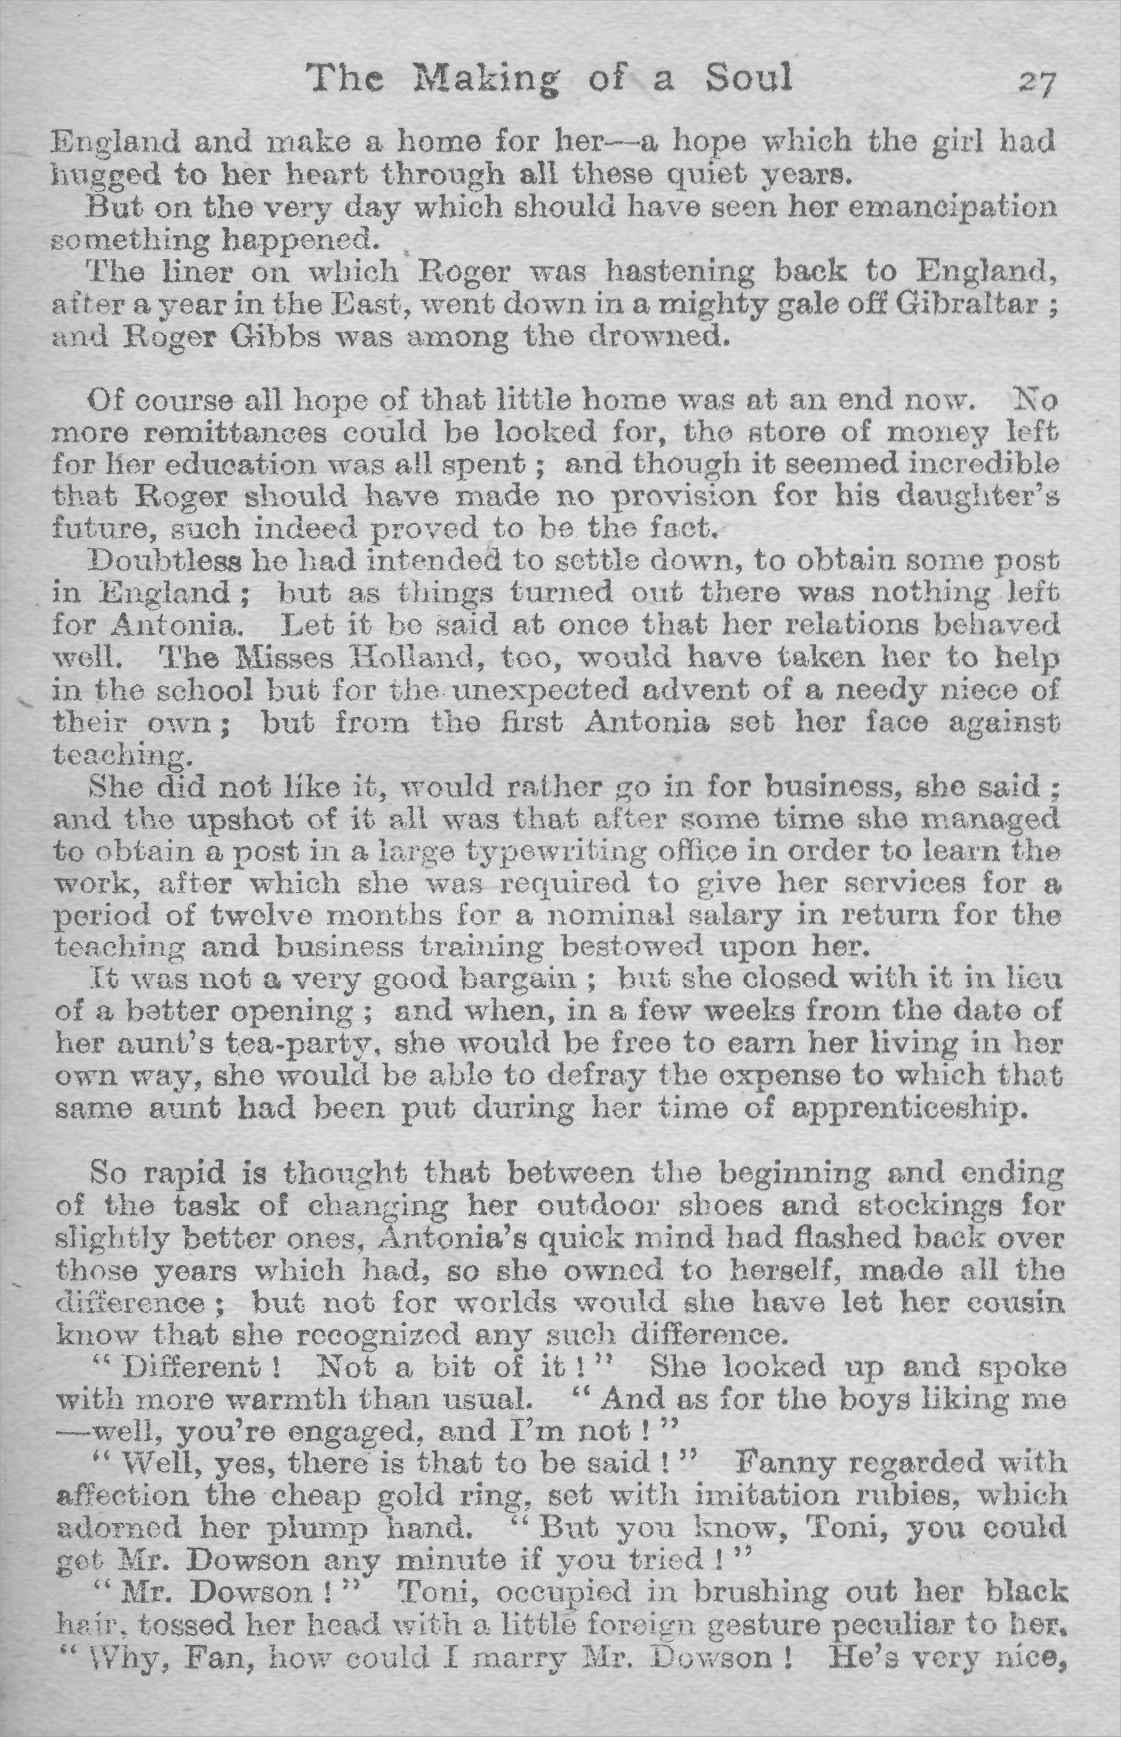 The Making of a Soul 27
England and make a home for her—a hope which the girl had
hugged to her heart through all these quiet years.
But on the very day which should have seen her emancipation
something happened.
The liner on which Roger was hastening back to England,
after a year in the East, went down in a mighty gale off Gibraltar ;
and Roger Gibbs was among the drowned.
Of course all hope of that little home was at an end now. No
more remittances could be looked for, the store of money left
for her education was all spent ; and though it seemed incredible
that Roger should have made no provision for his daughter's
future, such indeed proved to be the fact.
Doubtless he had intended to settle down, to obtain some post
in England ; but as things turned out there was nothing left
for Antonia. Let it be said at once that her relations behaved
well. The Misses Holland, too, would have taken her to help
in the school but for the unexpected advent of a needy niece of
their own ; but from the first Antonia set her face against
teaching.
She did not like it, would rather go in for business, she said ;
and the upshot of it all was that after some time she managed
to obtain a post in a large typewriting office in order to learn the
work, after which she was required to give her services for a
period of twelve months for a nominal salary in return for the
teaching and business training bestowed upon her.
It was not a very good bargain ; but she closed with it in lieu
of a better opening ; and when, in a few weeks from the date of
her aunt's tea-party, she would be free to earn her living in her
own way, she would be able to defray the expense to which that
same aunt had been put during her time of apprenticeship.
So rapid is thought that between the beginning and ending
of the task of changing her outdoor shoes and stockings for
slightly better ones, Antonia's quick mind had flashed back over
those years which had, so she owned to herself, made all the
difference ; but not for worlds would she have let her cousin
know that she recognized any such difference.
" Different ! Not a bit of it ! " She looked up and spoke
with more warmth than usual. " And as for the boys liking me
—well, you're engaged, and I'm not ! "
" Well, yes, there is that to be said ! " Fanny regarded with
affection the cheap gold ring, set with imitation rubies, which
adorned her plump hand. " But you know, Toni, you could
get Mr. Dowson any minute if you tried ! "
" Mr. Dowson ! " Toni, occupied in brushing out her black
hair, tossed her head with a little foreign gesture peculiar to her.
" Why, Fan, how could I marry Mr. Dowson ! He's very nice,